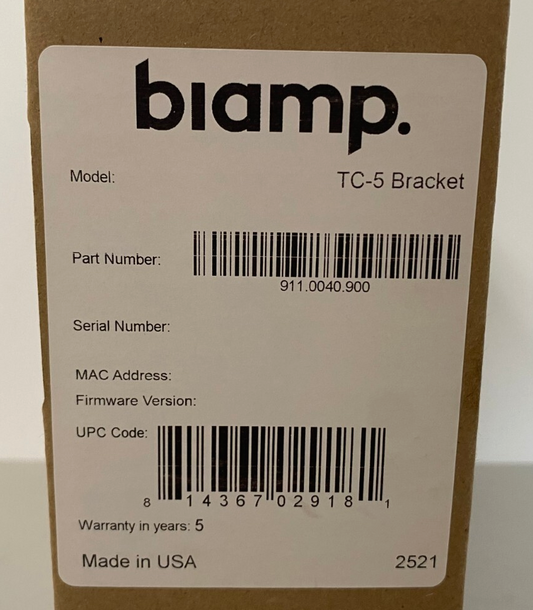 biamp.
Model: TC-5 Bracket
Part Number:
911.0040.900
Serial Number:
MAC Address:
Firmware Version:
UPC Code:
8 14367 02918 1
Warranty in years: 5
Made in USA 2521